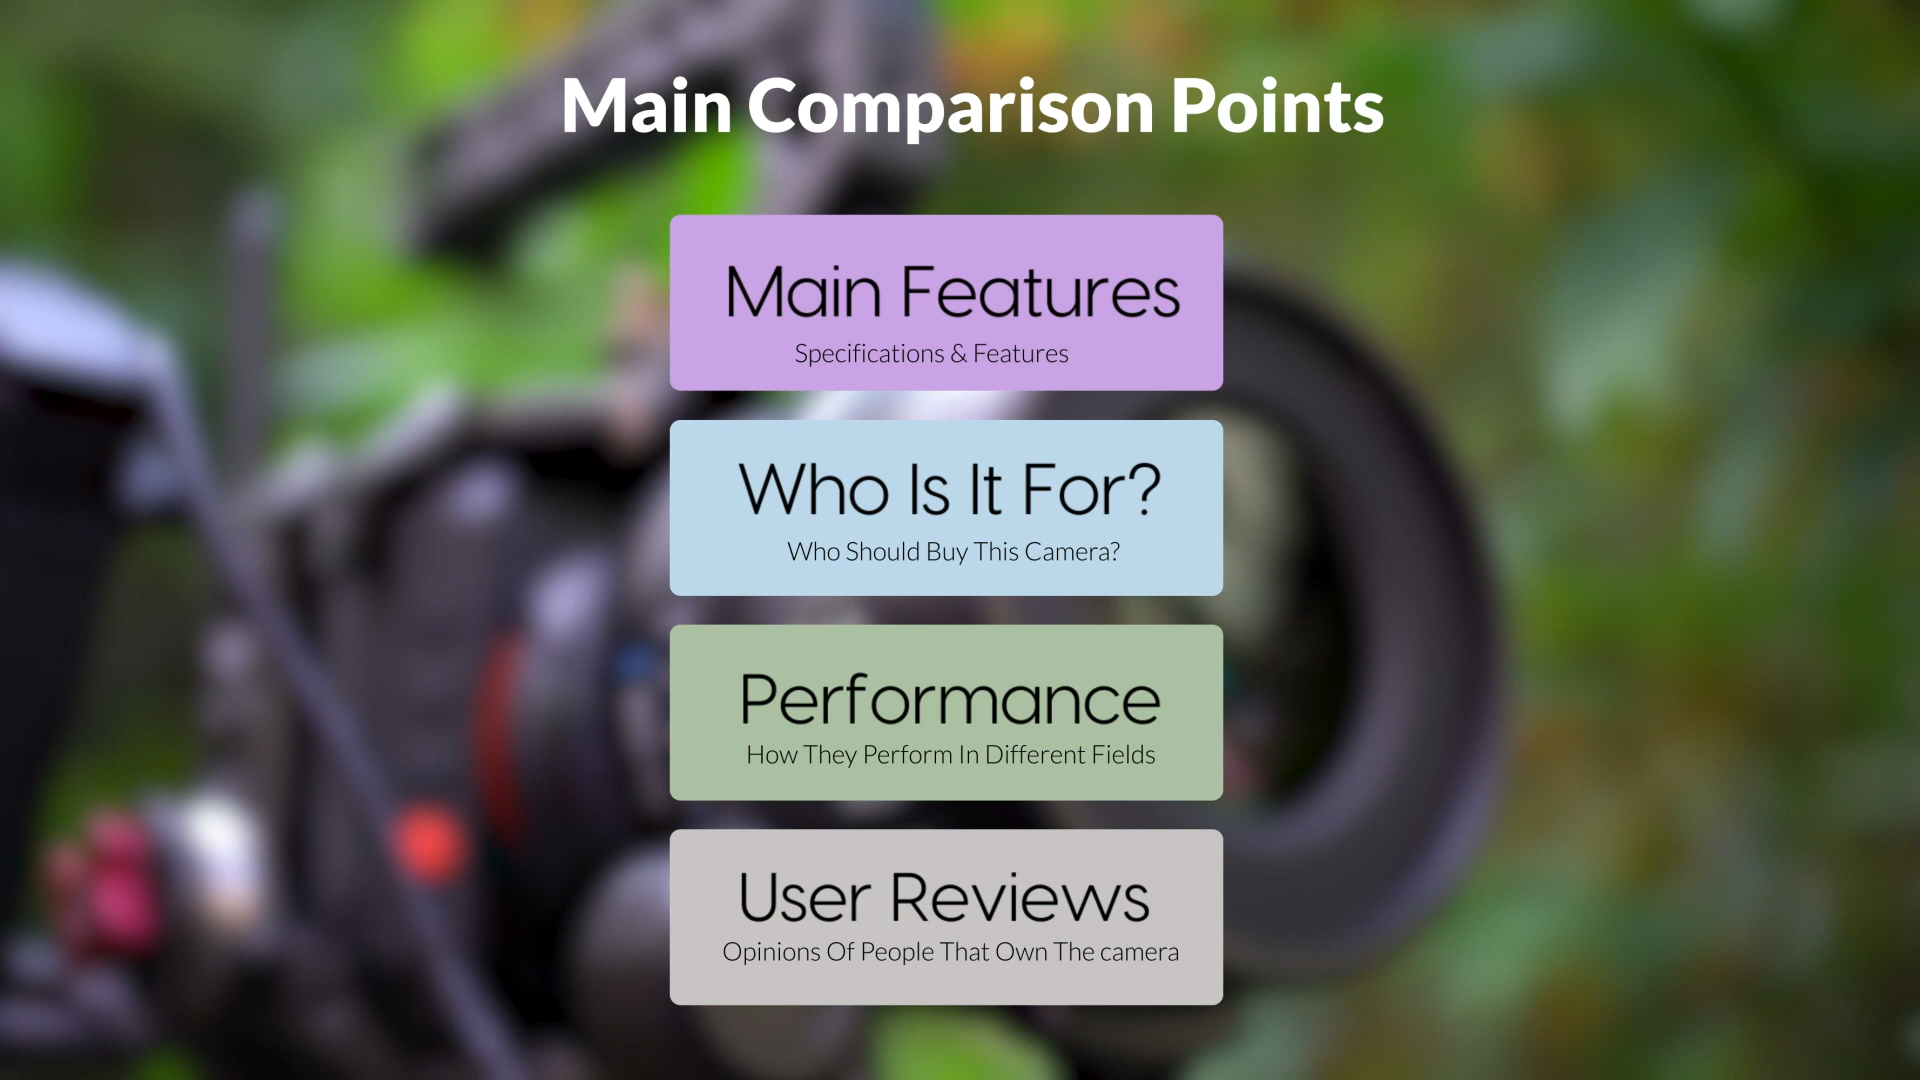 Main Comparison Points
Main Features
Specifications & Features
Who Is It For?
Who Should Buy This Camera?
Performance
How They Perform In Different Fields
User Reviews
Opinions Of People That Own The camera